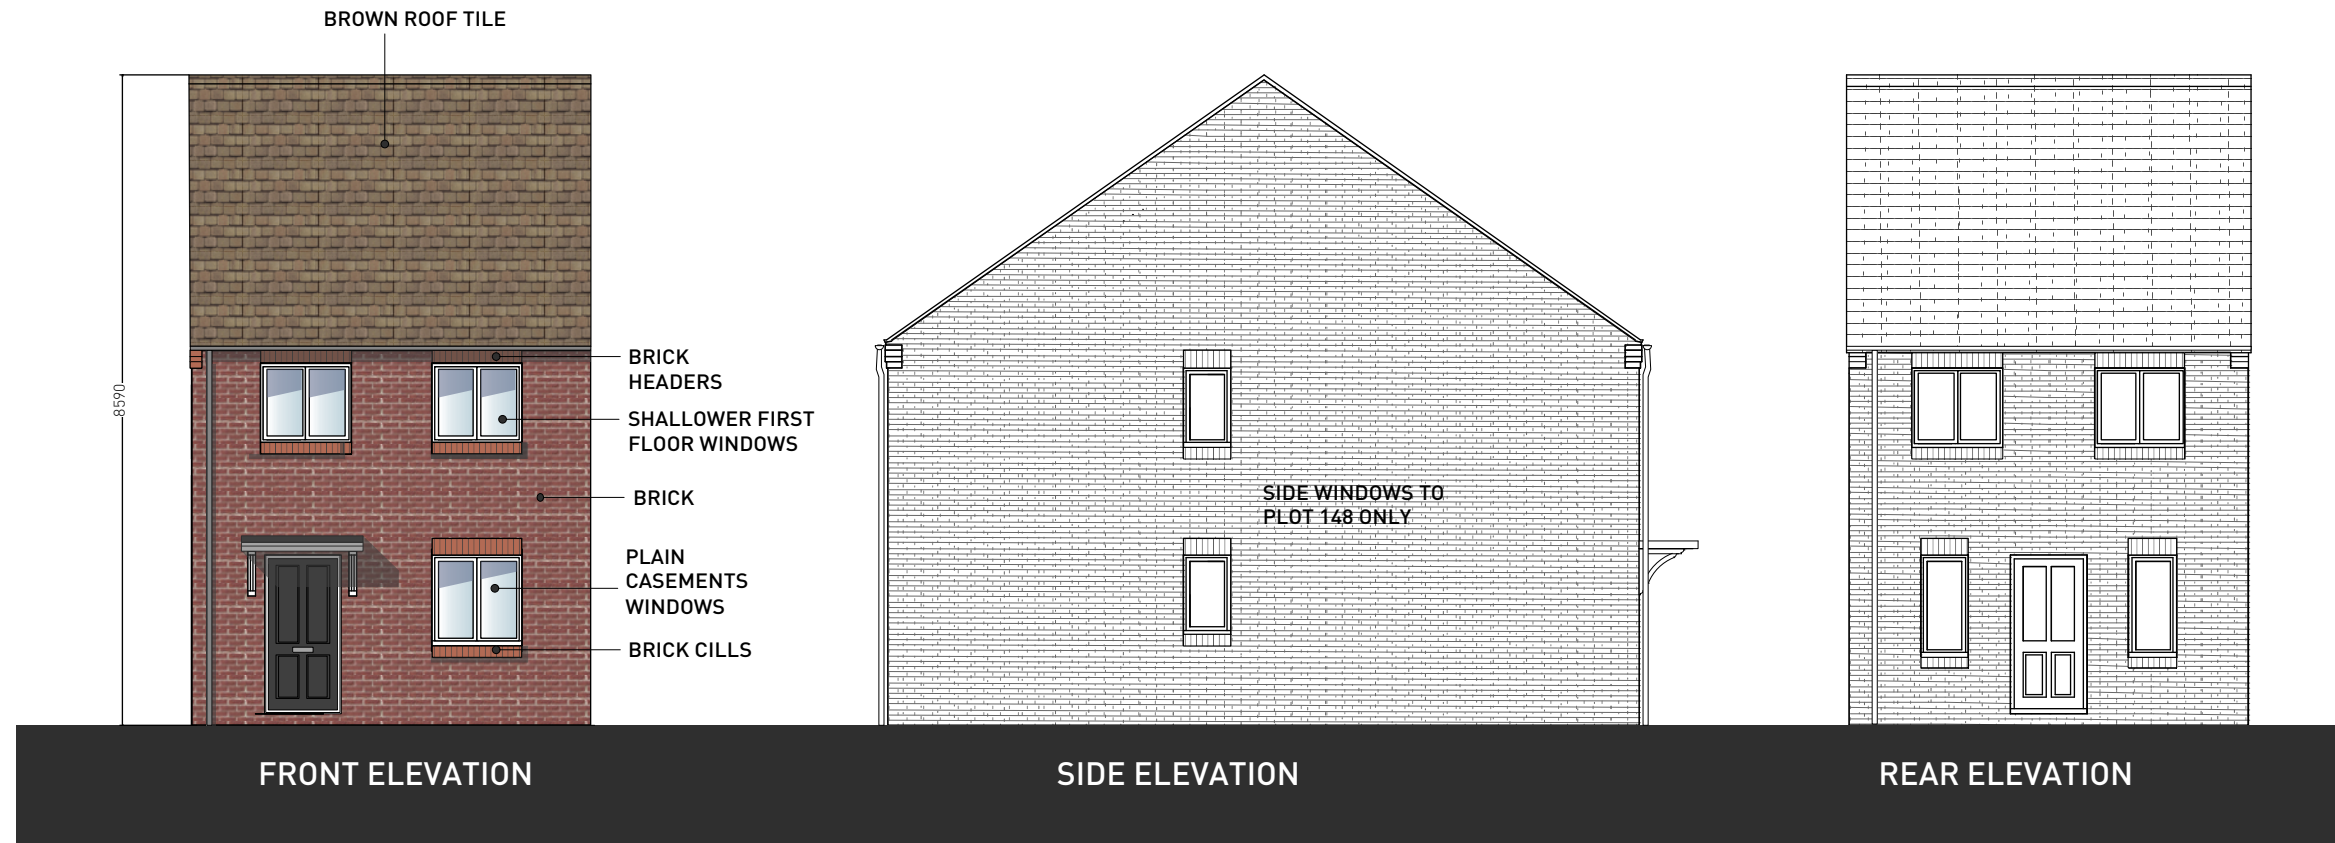 BROWN ROOF TILE
8590
BRICK
HEADERS
SHALLOWER FIRST
FLOOR WINDOWS
BRICK
PLAIN
CASEMENTS
WINDOWS
BRICK CILLS
SIDE WINDOWS TO
PLOT 148 ONLY
FRONT ELEVATION
SIDE ELEVATION
REAR ELEVATION